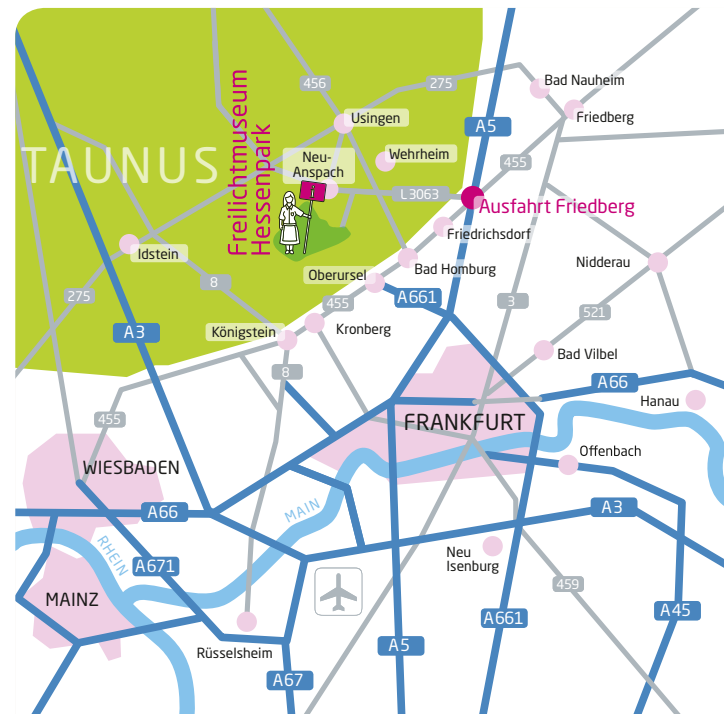 Bad Nauheim
456
275
Friedberg
Usingen
A5
Wehrheim
455
TAUNUS
Freilichtmuseum
Hessenpark
Neu-
Anspach
L3063
Ausfahrt Friedberg
Friedrichsdorf
Idstein
Bad Homburg
Nidderau
Oberursel
8
275
A661
455
3
521
A3
Königstein
Kronberg
Bad Vilbel
8
A66
Hanau
455
FRANKFURT
WIESBADEN
Offenbach
A66
MAIN
A3
RHEIN
A671
Neu
Isenburg
459
MAINZ
A45
A661
Rüsselsheim
A5
A67